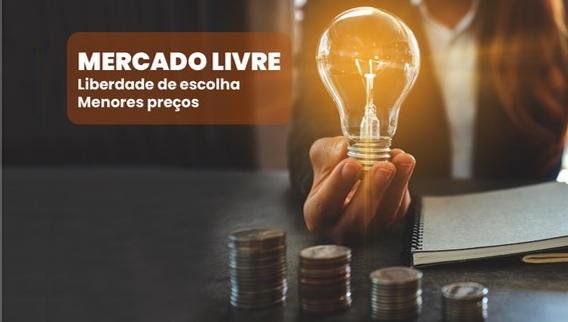 MERCADO LIVRE
Liberdade de escolha
Menores preços